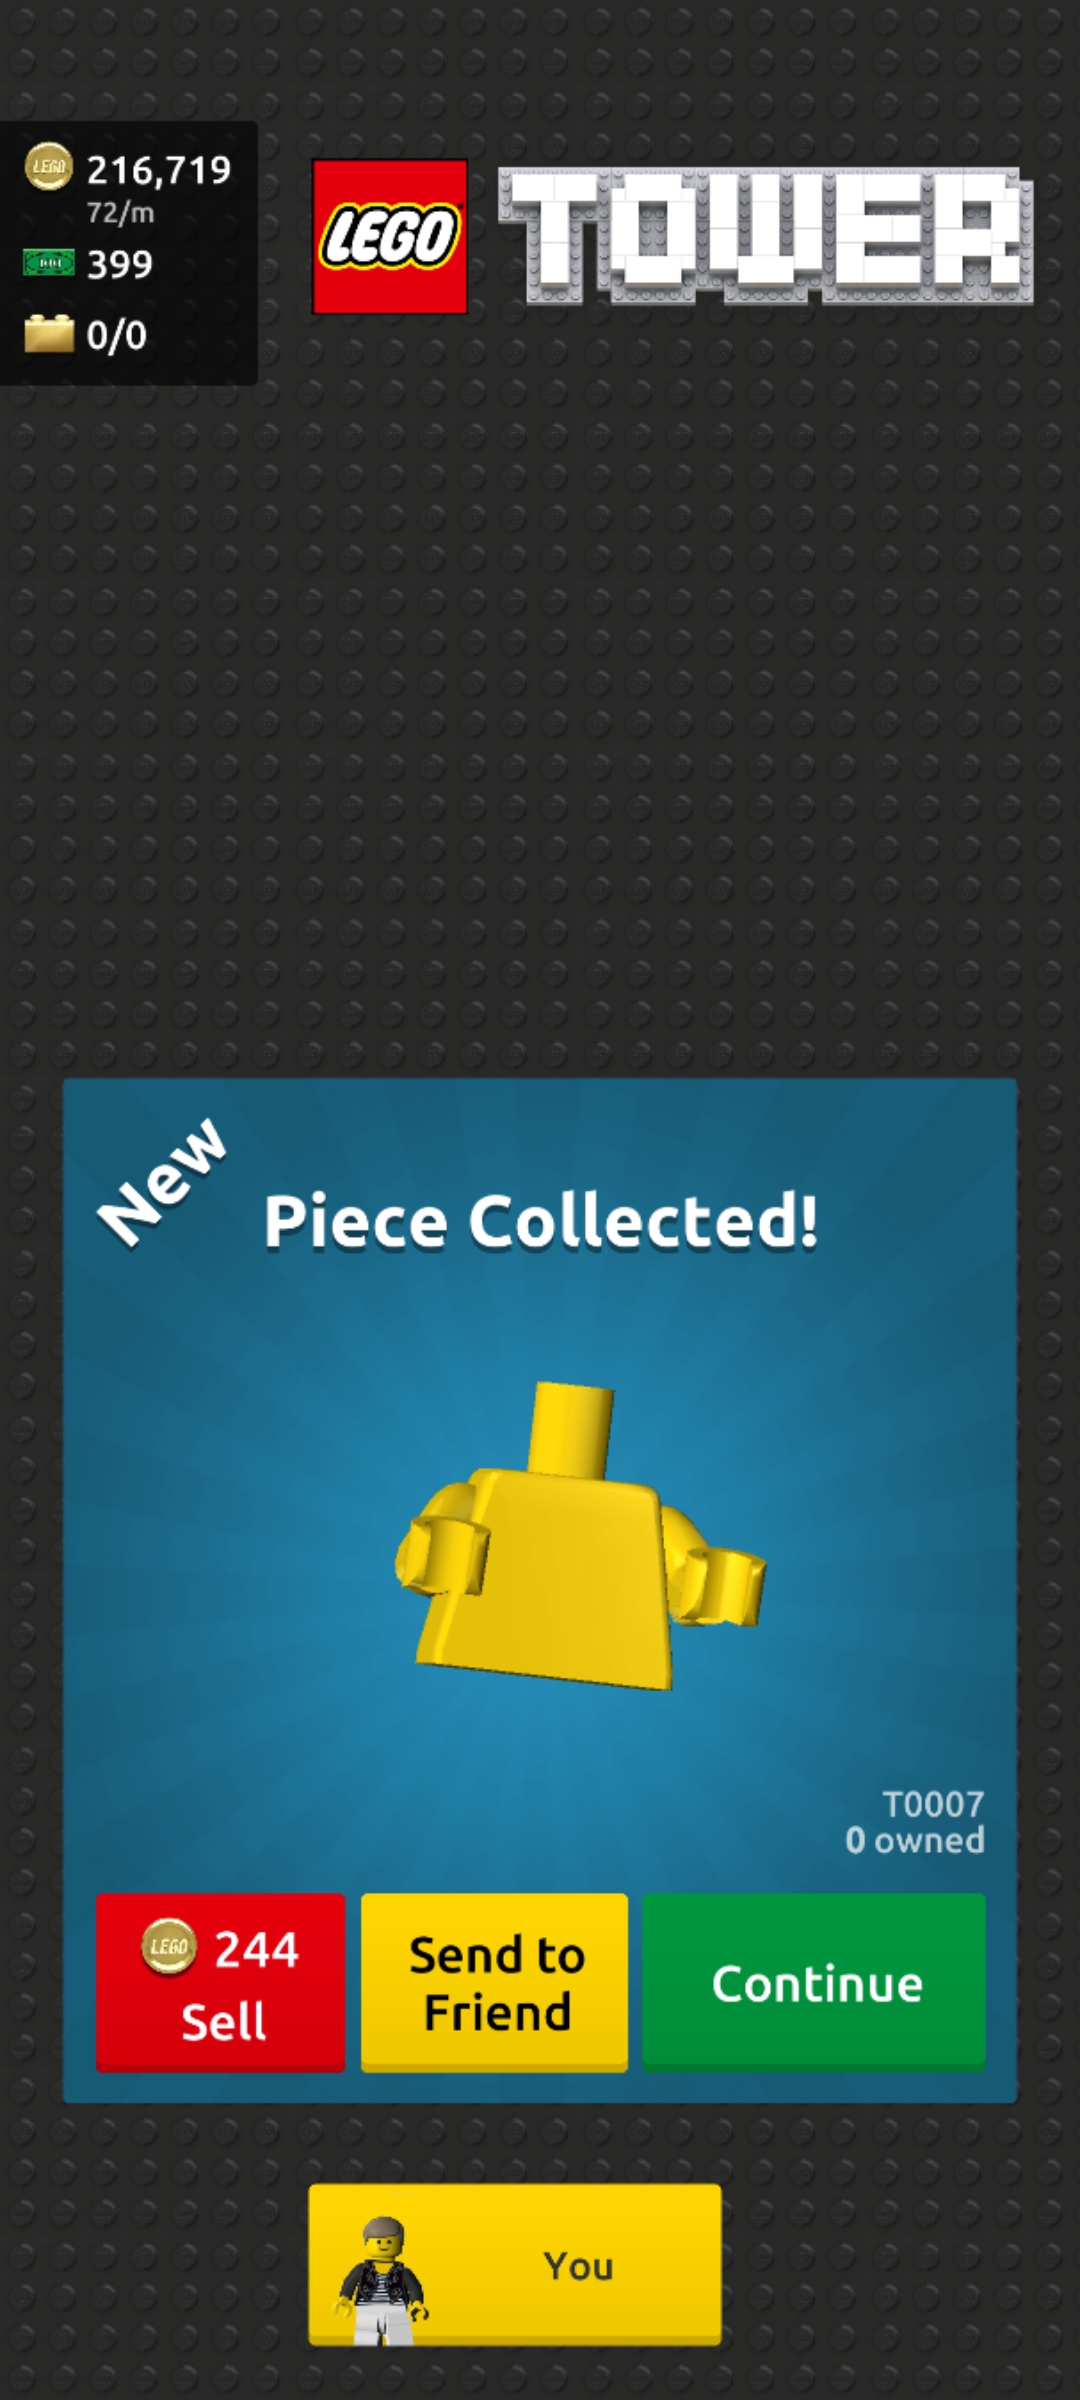 LEGO 216,719
72/m
399
0/0
LEGO
TOWER
New
Piece Collected!
T0007
0 owned
LEGO 244
Sell
Send to
Friend
Continue
You